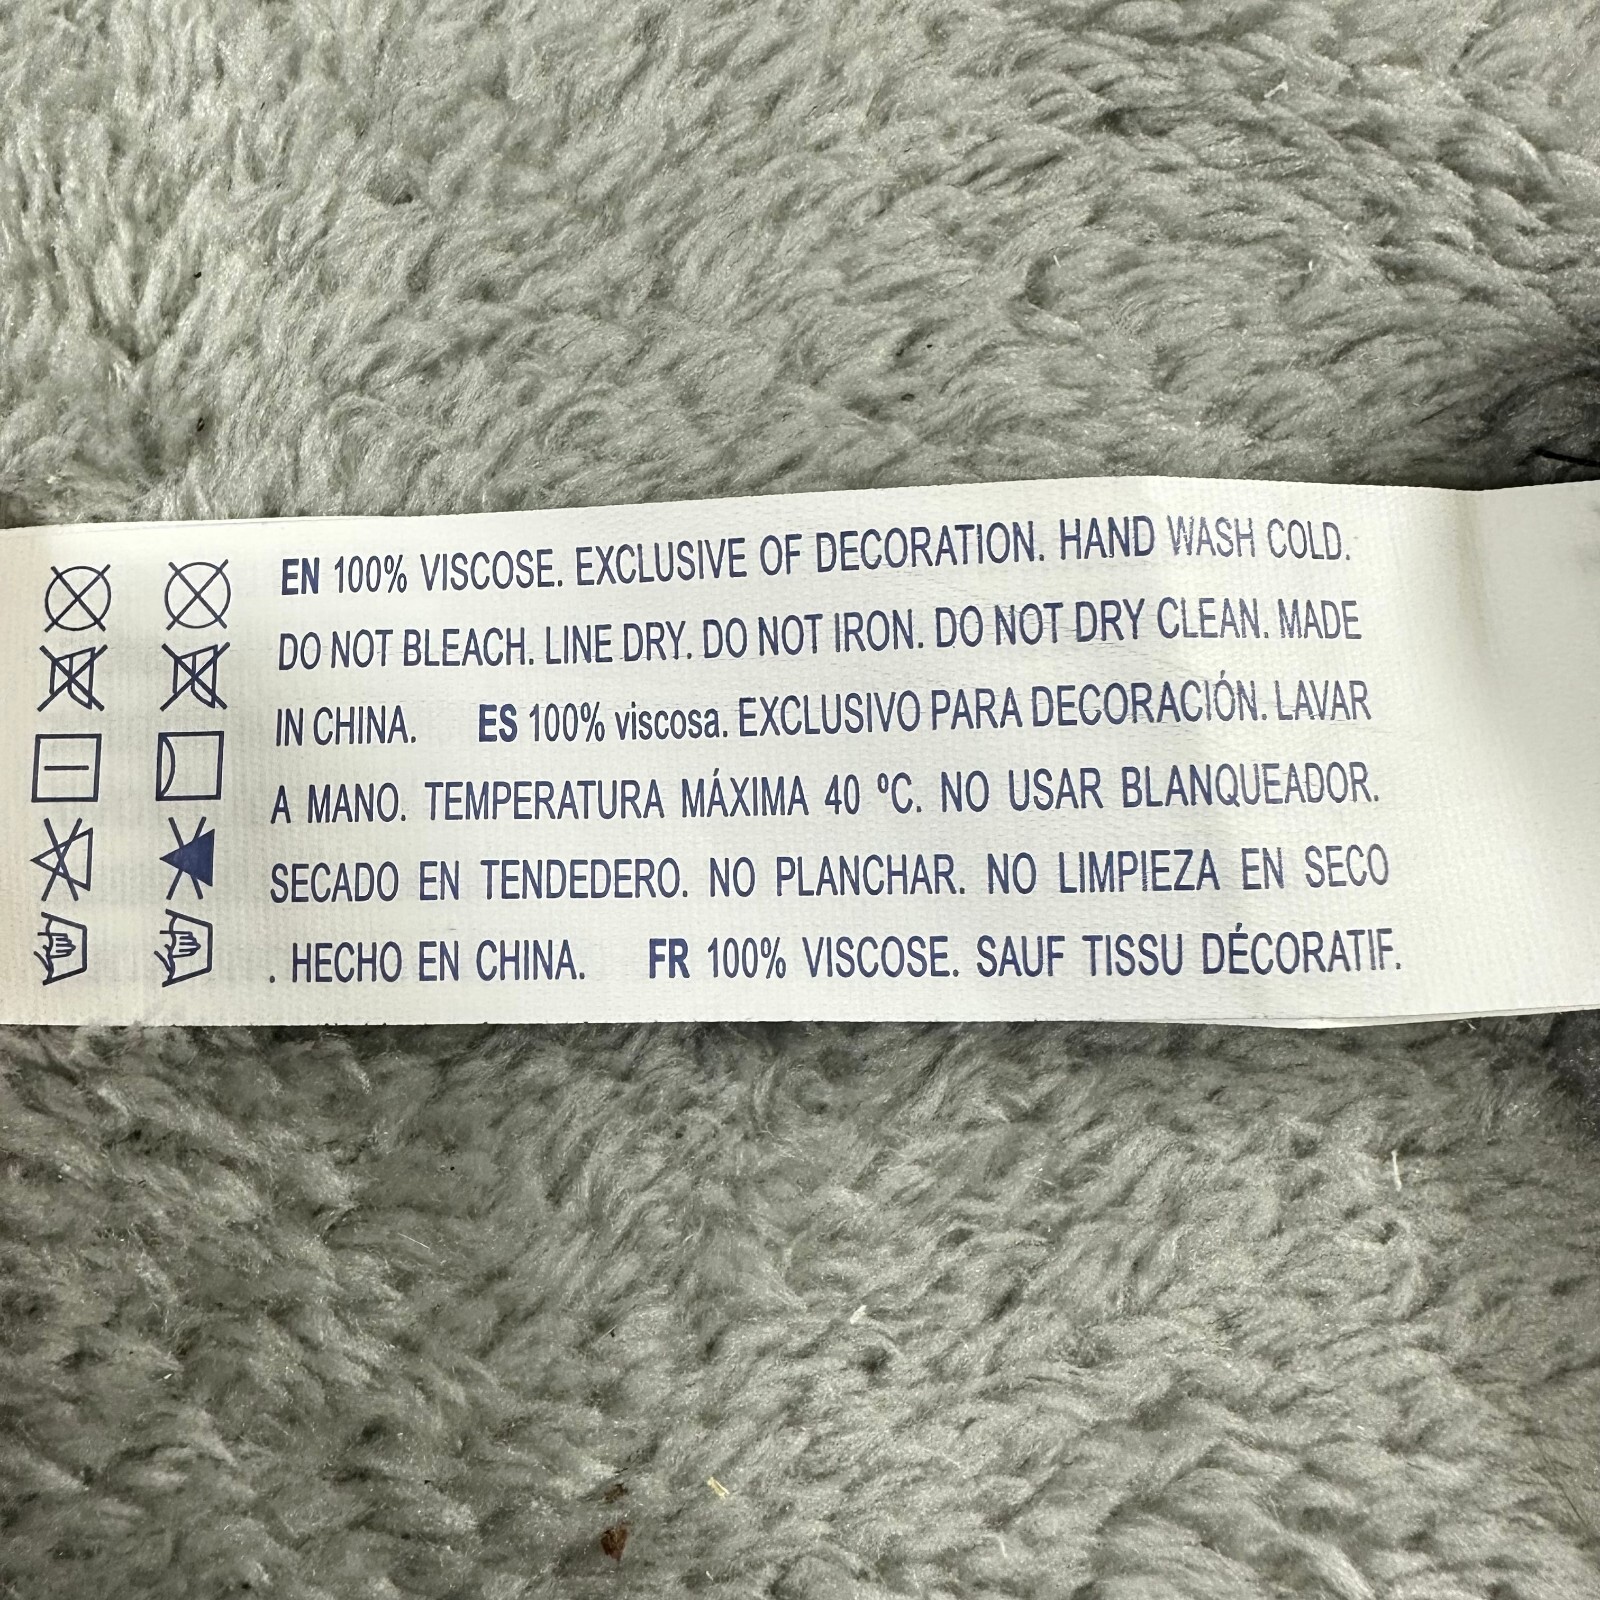 EN 100% VISCOSE. EXCLUSIVE OF DECORATION. HAND WASH COLD.
DO NOT BLEACH. LINE DRY. DO NOT IRON. DO NOT DRY CLEAN. MADE
IN CHINA. ES 100% viscosa. EXCLUSIVO PARA DECORACIÓN. LAVAR
A MANO. TEMPERATURA MÁXIMA 40 ºC. NO USAR BLANQUEADOR.
SECADO EN TENDEDERO. NO PLANCHAR. NO LIMPIEZA EN SECO
. HECHO EN CHINA. FR 100% VISCOSE. SAUF TISSU DÉCORATIF.